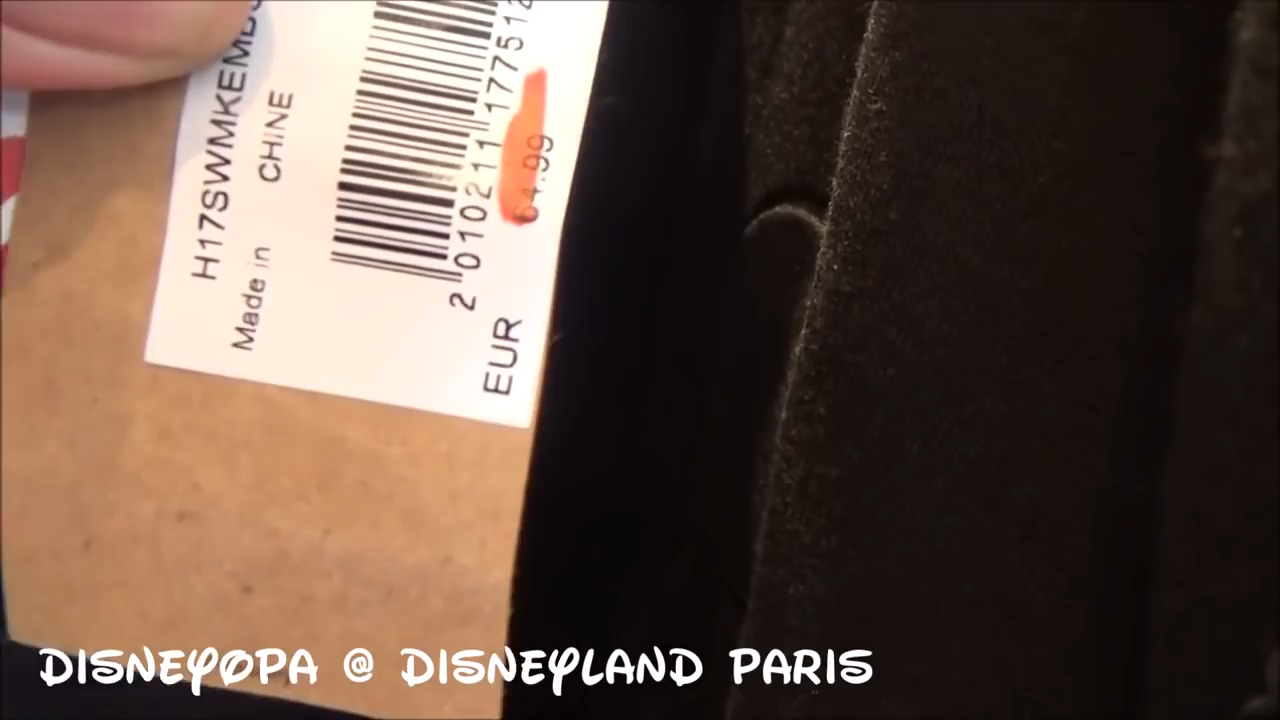 H17SWMKEMB
Made in CHINE
2 010211 177512
EUR 64.99
DISNEYOPA @ DISNEYLAND PARIS